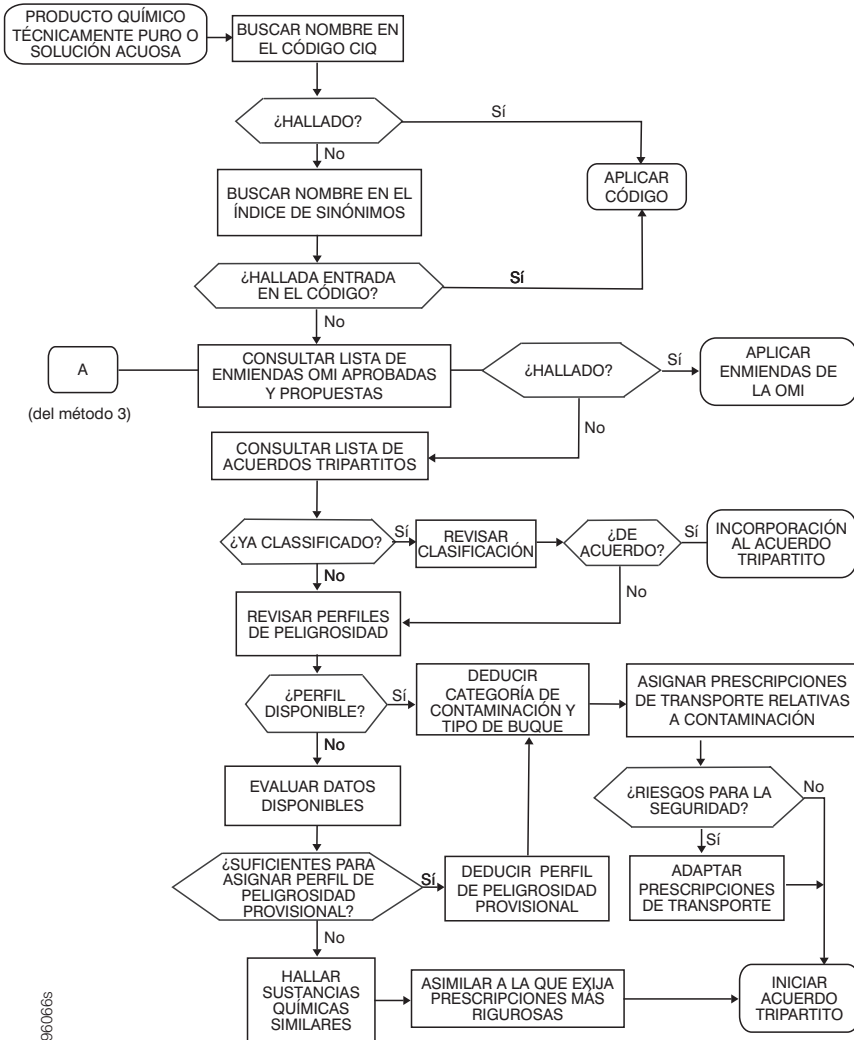 PRODUCTO QUÍMICO
TÉCNICAMENTE PURO O
SOLUCIÓN ACUOSA
BUSCAR NOMBRE EN
EL CÓDIGO CIQ
¿HALLADO?
Sí
No
BUSCAR NOMBRE EN EL
ÍNDICE DE SINÓNIMOS
APLICAR
CÓDIGO
¿HALLADA ENTRADA
EN EL CÓDIGO?
Sí
No
A
(del método 3)
CONSULTAR LISTA DE
ENMIENDAS OMI APROBADAS
Y PROPUESTAS
¿HALLADO?
Sí
APLICAR
ENMIENDAS DE
LA OMI
No
CONSULTAR LISTA DE
ACUERDOS TRIPARTITOS
¿YA CLASSIFICADO?
Sí
REVISAR
CLASIFICACIÓN
¿DE
ACUERDO?
Sí
INCORPORACIÓN
AL ACUERDO
TRIPARTITO
No
No
REVISAR PERFILES
DE PELIGROSIDAD
¿PERFIL
DISPONIBLE?
Sí
DEDUCIR
CATEGORÍA DE
CONTAMINACIÓN Y
TIPO DE BUQUE
ASIGNAR PRESCRIPCIONES
DE TRANSPORTE RELATIVAS
A CONTAMINACIÓN
No
EVALUAR DATOS
DISPONIBLES
¿RIESGOS PARA LA
SEGURIDAD?
No
Sí
¿SUFICIENTES PARA
ASIGNAR PERFIL DE
PELIGROSIDAD
PROVISIONAL?
Sí
DEDUCIR PERFIL
DE PELIGROSIDAD
PROVISIONAL
ADAPTAR
PRESCRIPCIONES
DE TRANSPORTE
No
HALLAR
SUSTANCIAS
QUÍMICAS
SIMILARES
ASIMILAR A LA QUE EXIJA
PRESCRIPCIONES MÁS
RIGUROSAS
INICIAR
ACUERDO
TRIPARTITO
96066s